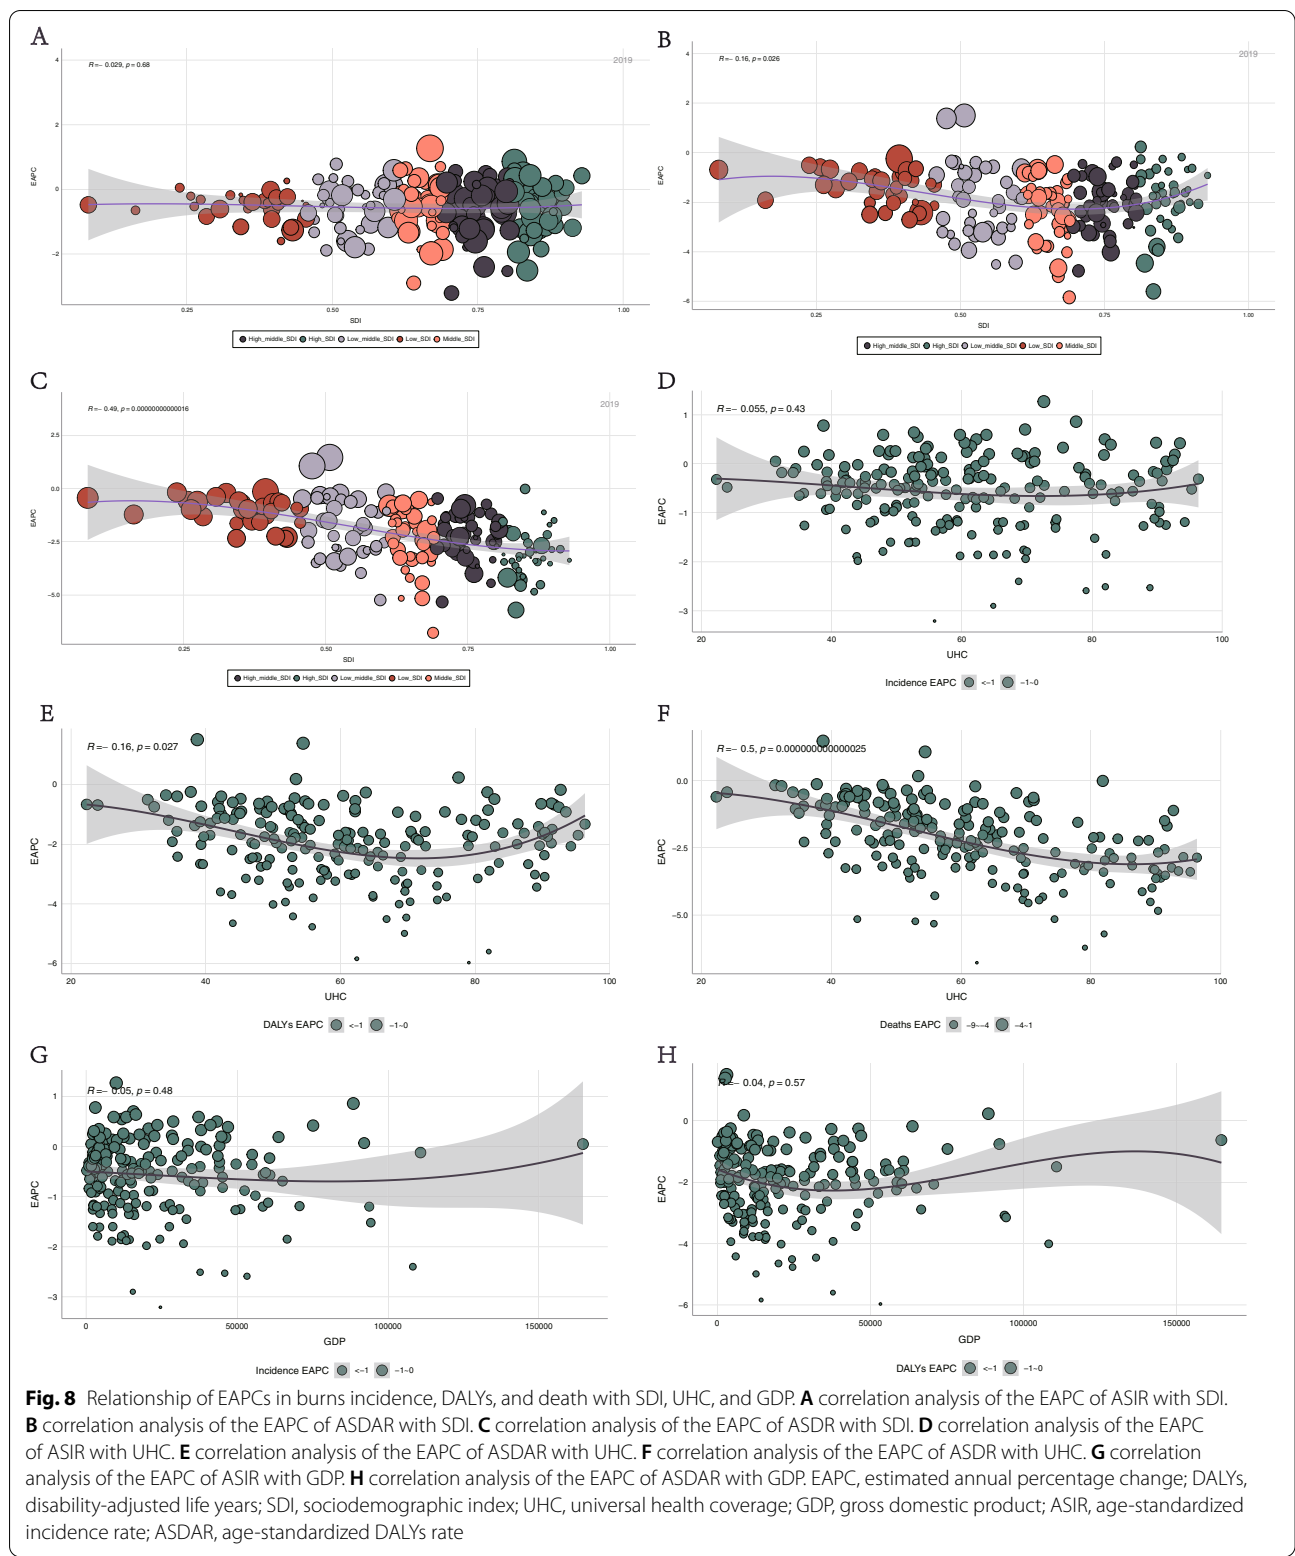 A
R = − 0.029, p = 0.68
2019
4
2
0
−2
EAPC
0.25 0.50 0.75 1.00
SDI
High_middle_SDI High_SDI Low_middle_SDI Low_SDI Middle_SDI
B
R = − 0.16, p = 0.026
2019
4
2
0
−2
−4
−6
EAPC
0.25 0.50 0.75 1.00
SDI
High_middle_SDI High_SDI Low_middle_SDI Low_SDI Middle_SDI
C
R = − 0.49, p = 0.00000000000016
2019
2.5
0.0
−2.5
−5.0
EAPC
0.25 0.50 0.75 1.00
SDI
High_middle_SDI High_SDI Low_middle_SDI Low_SDI Middle_SDI
D
R = − 0.055, p = 0.43
1
0
−1
−2
−3
EAPC
20 40 60 80 100
UHC
Incidence EAPC <−1 −1~0
E
R = − 0.16, p = 0.027
0
−2
−4
−6
EAPC
20 40 60 80 100
UHC
DALYs EAPC <−1 −1~0
F
R = − 0.5, p = 0.000000000000025
0.0
−2.5
−5.0
EAPC
20 40 60 80 100
UHC
Deaths EAPC −9~−4 −4~1
G
R = − 0.05, p = 0.48
1
0
−1
−2
−3
EAPC
0 50000 100000 150000
GDP
Incidence EAPC <−1 −1~0
H
R = − 0.04, p = 0.57
0
−2
−4
−6
EAPC
0 50000 100000 150000
GDP
DALYs EAPC <−1 −1~0
Fig. 8 Relationship of EAPCs in burns incidence, DALYs, and death with SDI, UHC, and GDP. A correlation analysis of the EAPC of ASIR with SDI.
B correlation analysis of the EAPC of ASDAR with SDI. C correlation analysis of the EAPC of ASDR with SDI. D correlation analysis of the EAPC
of ASIR with UHC. E correlation analysis of the EAPC of ASDAR with UHC. F correlation analysis of the EAPC of ASDR with UHC. G correlation
analysis of the EAPC of ASIR with GDP. H correlation analysis of the EAPC of ASDAR with GDP. EAPC, estimated annual percentage change; DALYs,
disability-adjusted life years; SDI, sociodemographic index; UHC, universal health coverage; GDP, gross domestic product; ASIR, age-standardized
incidence rate; ASDAR, age-standardized DALYs rate